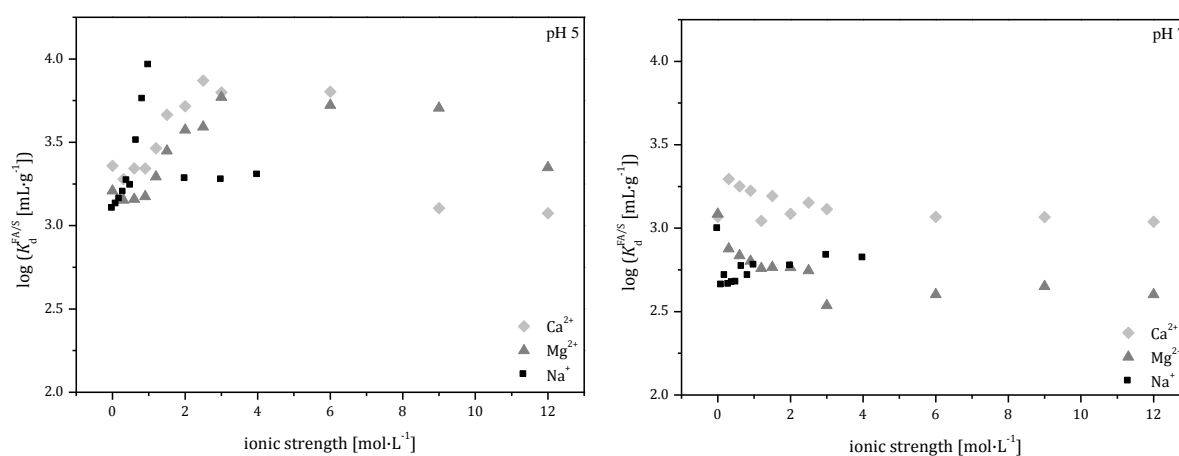 pH 5
log (K_d^FA/S [mL·g⁻¹])
4.0
3.5
3.0
2.5
2.0
0
2
4
6
8
10
12
ionic strength [mol·L⁻¹]
Ca²⁺
Mg²⁺
Na⁺
pH
log (K_d^FA/S [mL·g⁻¹])
4.0
3.5
3.0
2.5
2.0
0
2
4
6
8
10
12
ionic strength [mol·L⁻¹]
Ca²⁺
Mg²⁺
Na⁺